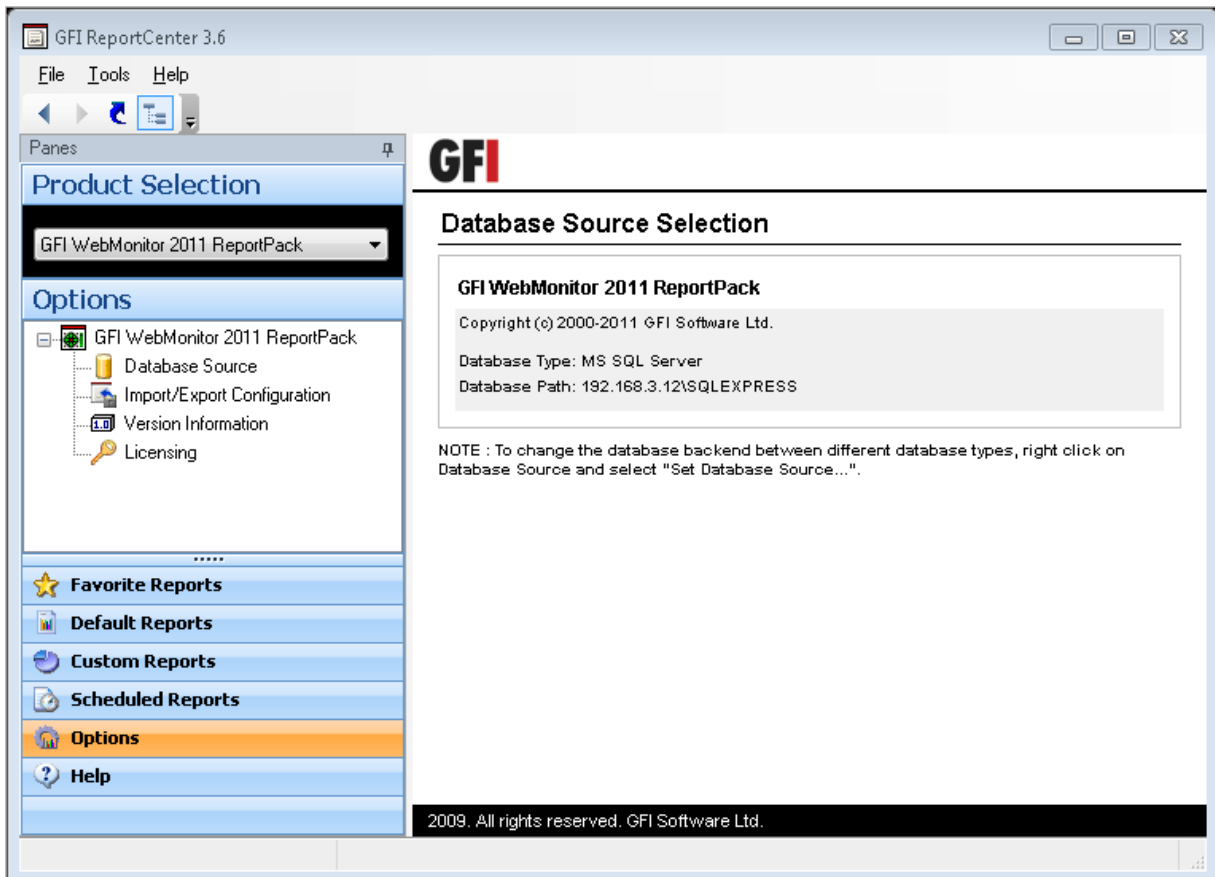 GFI ReportCenter 3.6
File Tools Help
Panes
Product Selection
GFI WebMonitor 2011 ReportPack
Options
GFI WebMonitor 2011 ReportPack
Database Source
Import/Export Configuration
1.0
Version Information
Licensing
Favorite Reports
Default Reports
Custom Reports
Scheduled Reports
Options
Help
GFI
Database Source Selection
GFI WebMonitor 2011 ReportPack
Copyright (c) 2000-2011 GFI Software Ltd.
Database Type: MS SQL Server
Database Path: 192.168.3.12\SQLEXPRESS
NOTE : To change the database backend between different database types, right click on
Database Source and select "Set Database Source...".
2009. All rights reserved. GFI Software Ltd.